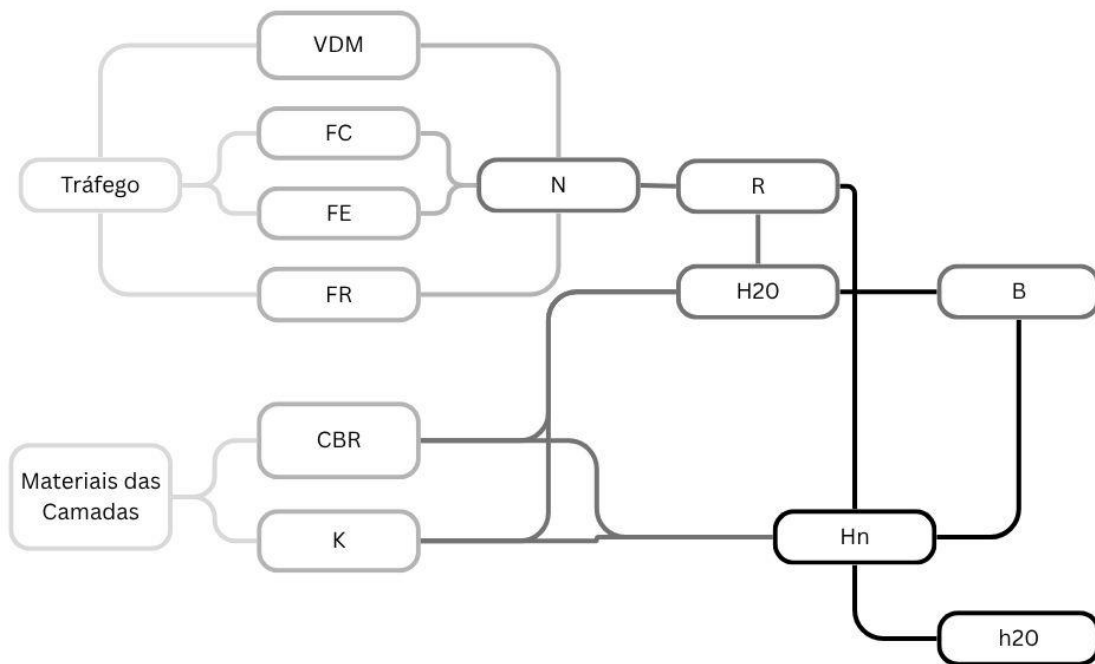 VDM
FC
Tráfego
N
R
FE
FR
H20
B
CBR
Materiais das
Camadas
K
Hn
h20